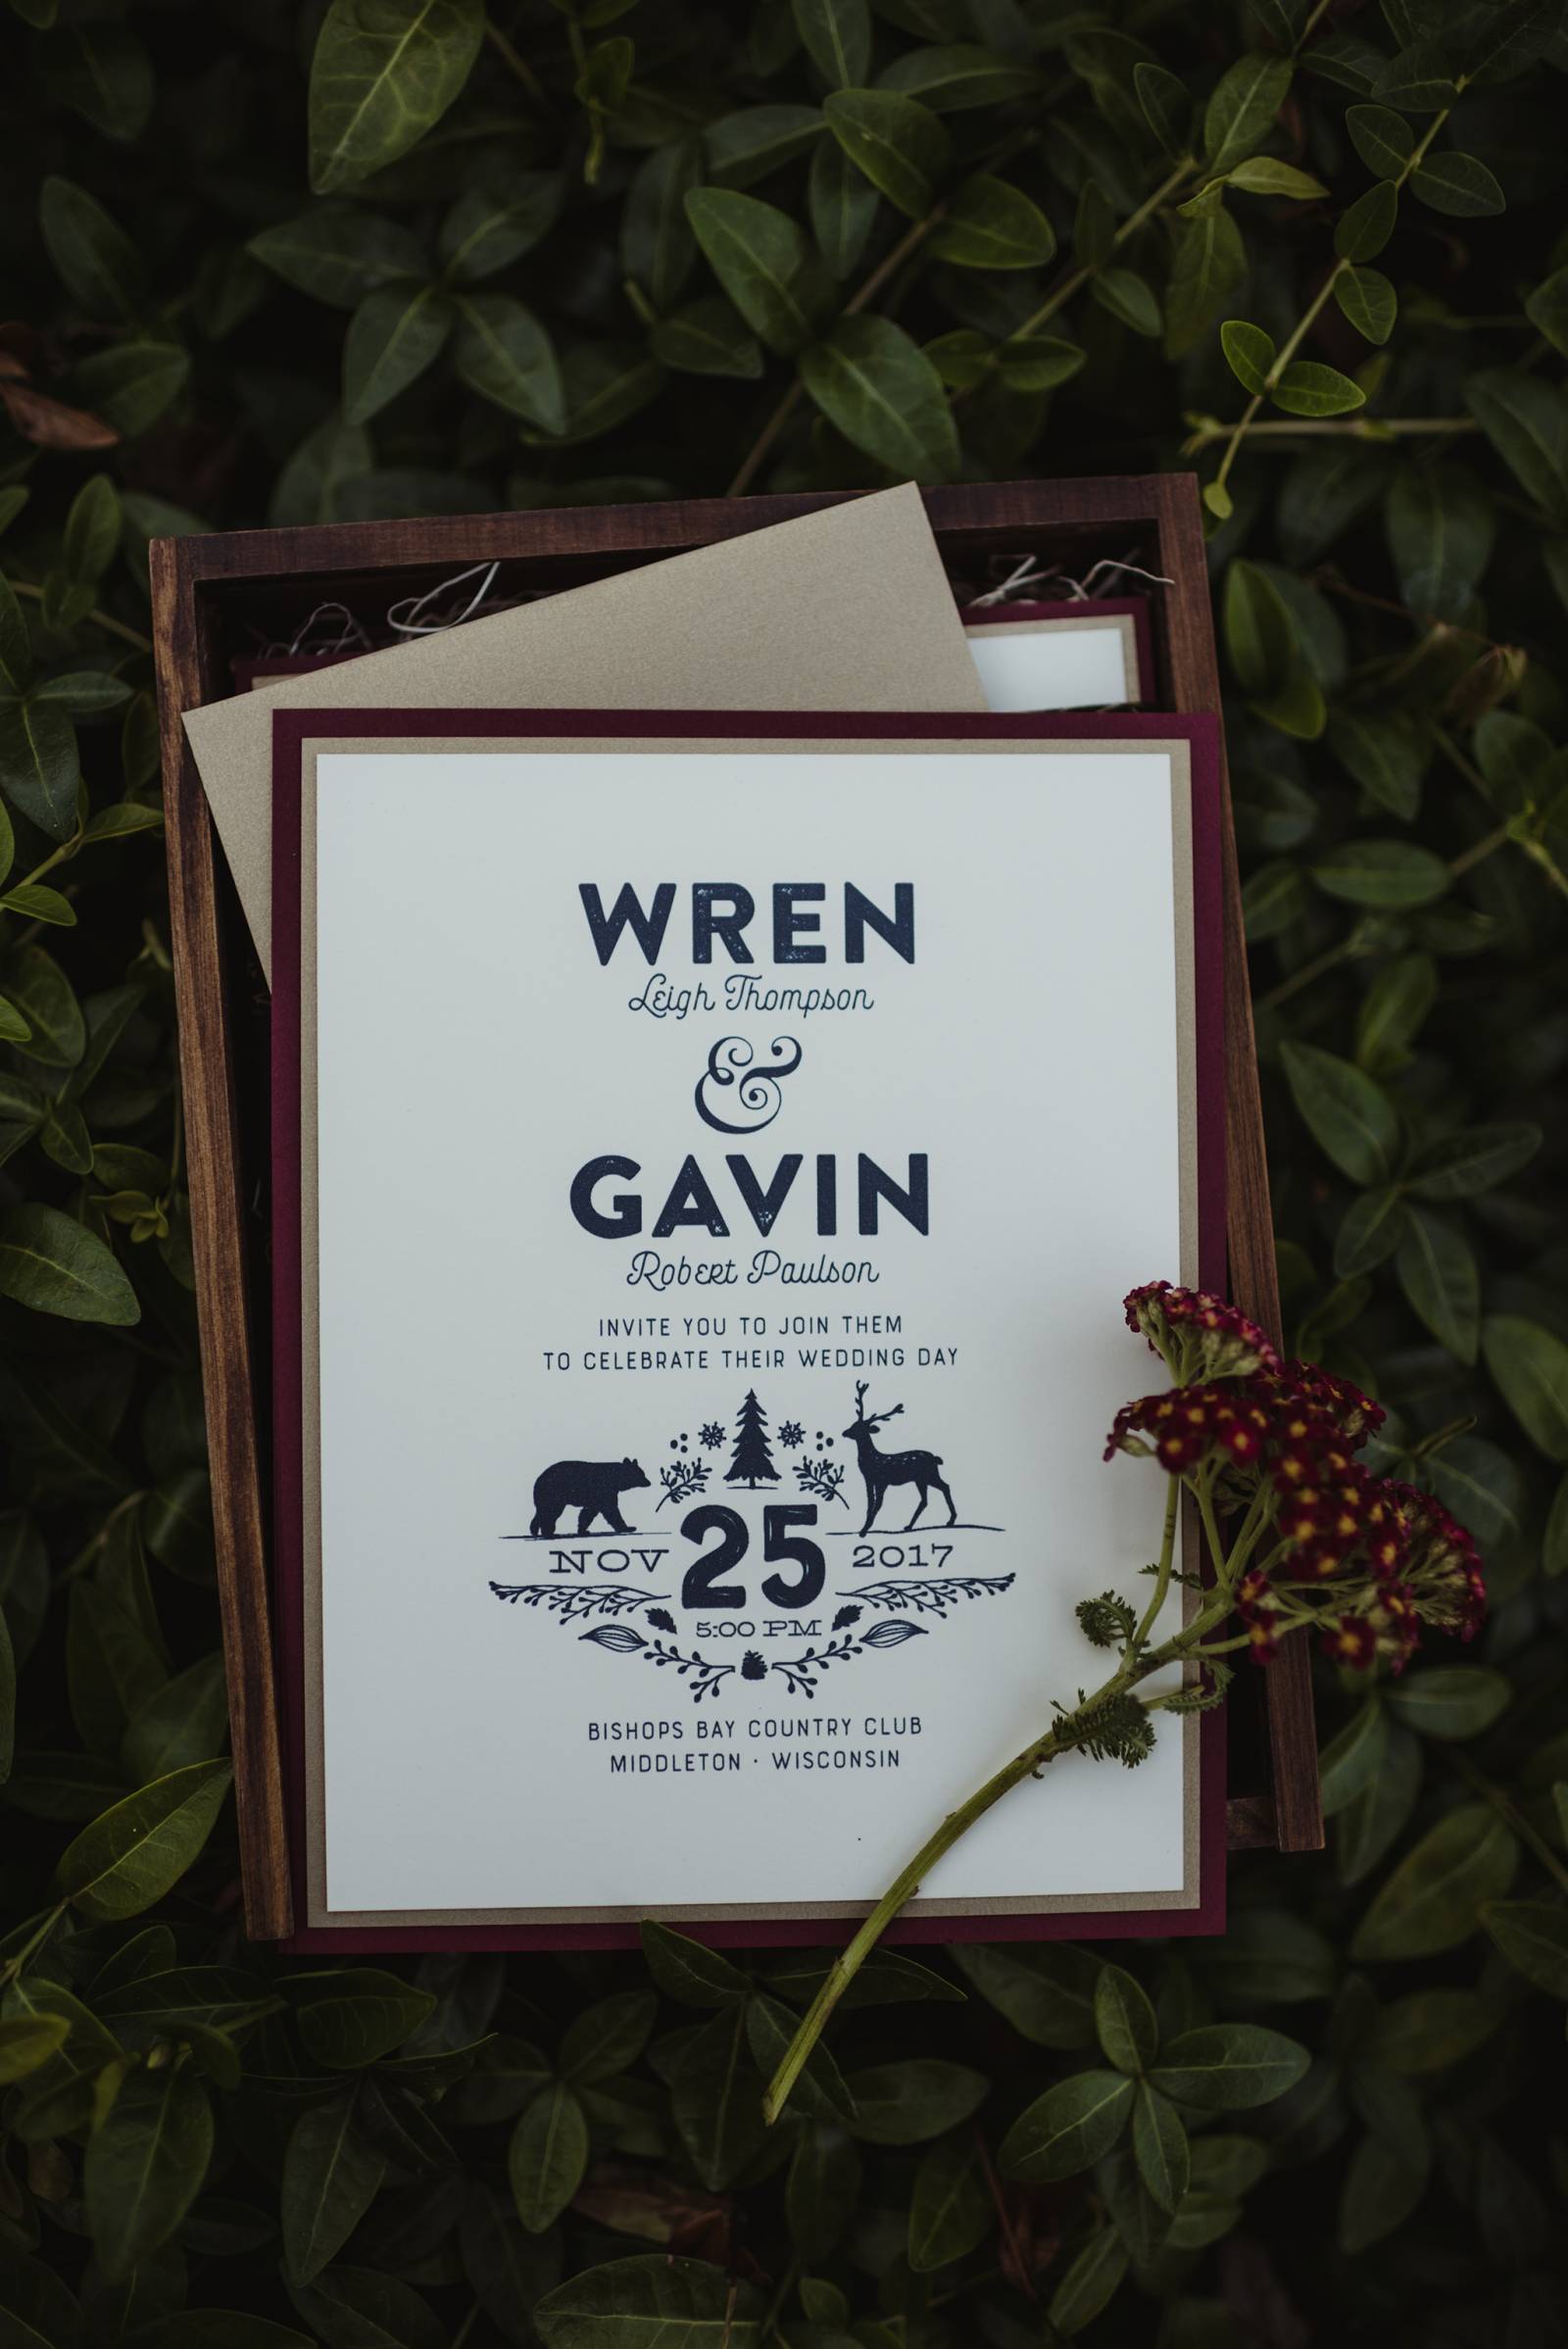 WREN
Leigh Thompson
&
GAVIN
Robert Paulson
INVITE YOU TO JOIN THEM
TO CELEBRATE THEIR WEDDING DAY
NOV 25 2017
5:00 PM
BISHOPS BAY COUNTRY CLUB
MIDDLETON · WISCONSIN